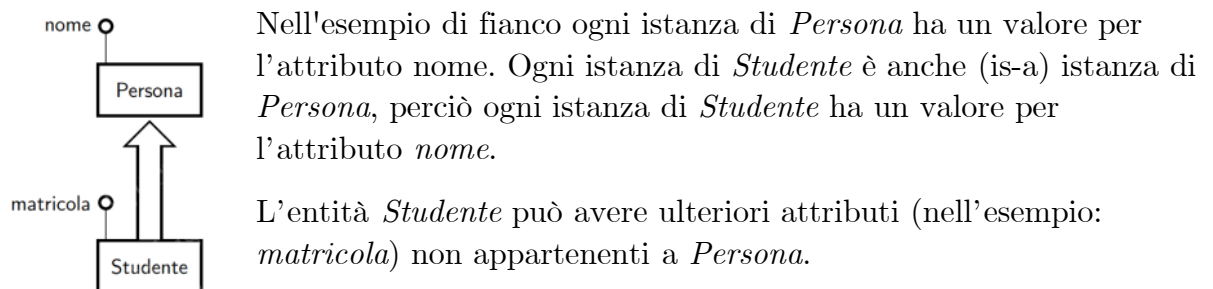 nome
Persona
matricola
Studente
Nell'esempio di fianco ogni istanza di Persona ha un valore per
l'attributo nome. Ogni istanza di Studente è anche (is-a) istanza di
Persona, perciò ogni istanza di Studente ha un valore per
l'attributo nome.
L'entità Studente può avere ulteriori attributi (nell'esempio:
matricola) non appartenenti a Persona.